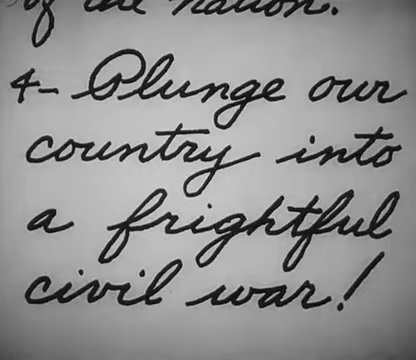 of the nation.
4- Plunge our
country into
a frightful
civil war!